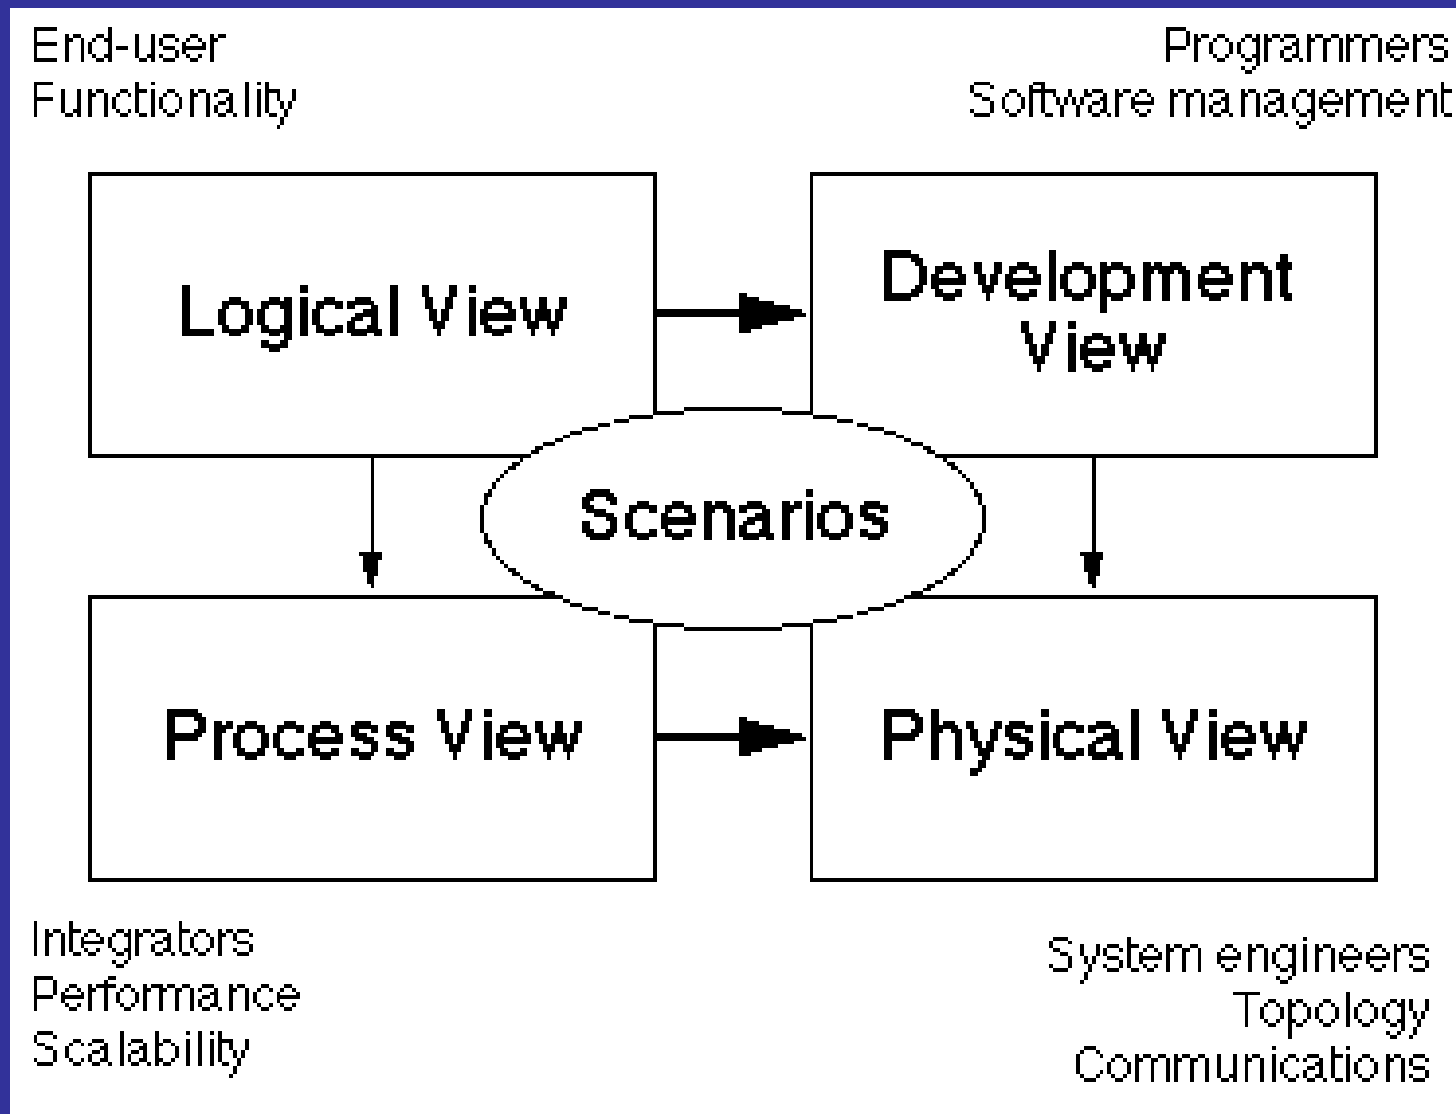 End-user
Functionality
Programmers
Software management
Logical View
Development
View
Scenarios
Process View
Physical View
Integrators
Performance
Scalability
System engineers
Topology
Communications